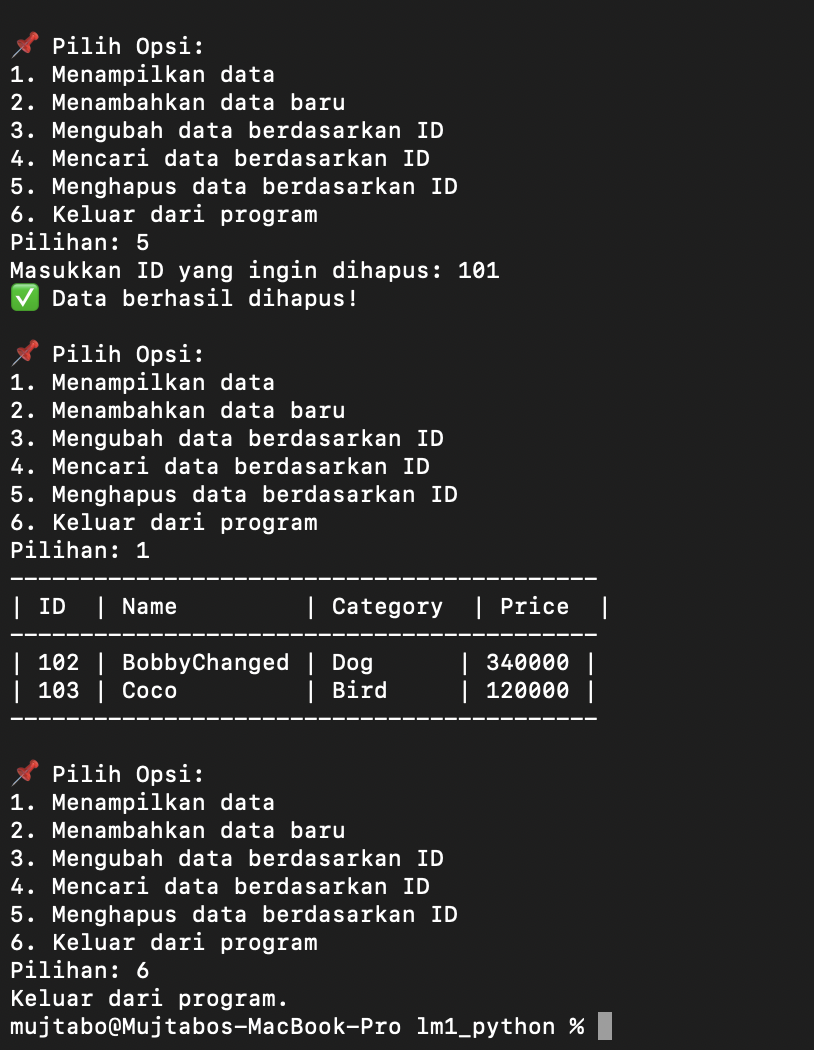 📌 Pilih Opsi:
1. Menampilkan data
2. Menambahkan data baru
3. Mengubah data berdasarkan ID
4. Mencari data berdasarkan ID
5. Menghapus data berdasarkan ID
6. Keluar dari program
Pilihan: 5
Masukkan ID yang ingin dihapus: 101
✅ Data berhasil dihapus!

📌 Pilih Opsi:
1. Menampilkan data
2. Menambahkan data baru
3. Mengubah data berdasarkan ID
4. Mencari data berdasarkan ID
5. Menghapus data berdasarkan ID
6. Keluar dari program
Pilihan: 1
------------------------------------------
| ID  | Name         | Category  | Price  |
------------------------------------------
| 102 | BobbyChanged | Dog      | 340000 |
| 103 | Coco         | Bird     | 120000 |
------------------------------------------

📌 Pilih Opsi:
1. Menampilkan data
2. Menambahkan data baru
3. Mengubah data berdasarkan ID
4. Mencari data berdasarkan ID
5. Menghapus data berdasarkan ID
6. Keluar dari program
Pilihan: 6
Keluar dari program.
mujtabo@Mujtabos-MacBook-Pro lm1_python %